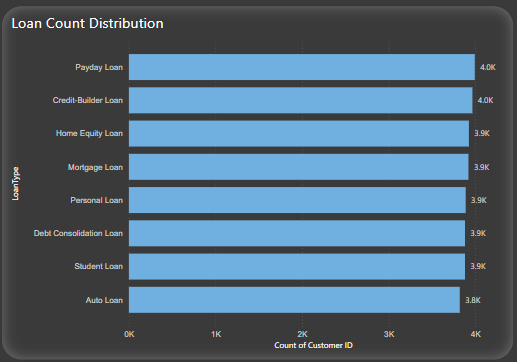 Loan Count Distribution
Payday Loan 4.0K
Credit-Builder Loan 4.0K
Home Equity Loan 3.9K
Mortgage Loan 3.9K
Personal Loan 3.9K
Debt Consolidation Loan 3.9K
Student Loan 3.9K
Auto Loan 3.8K
LoanType
0K 1K 2K 3K 4K
Count of Customer ID